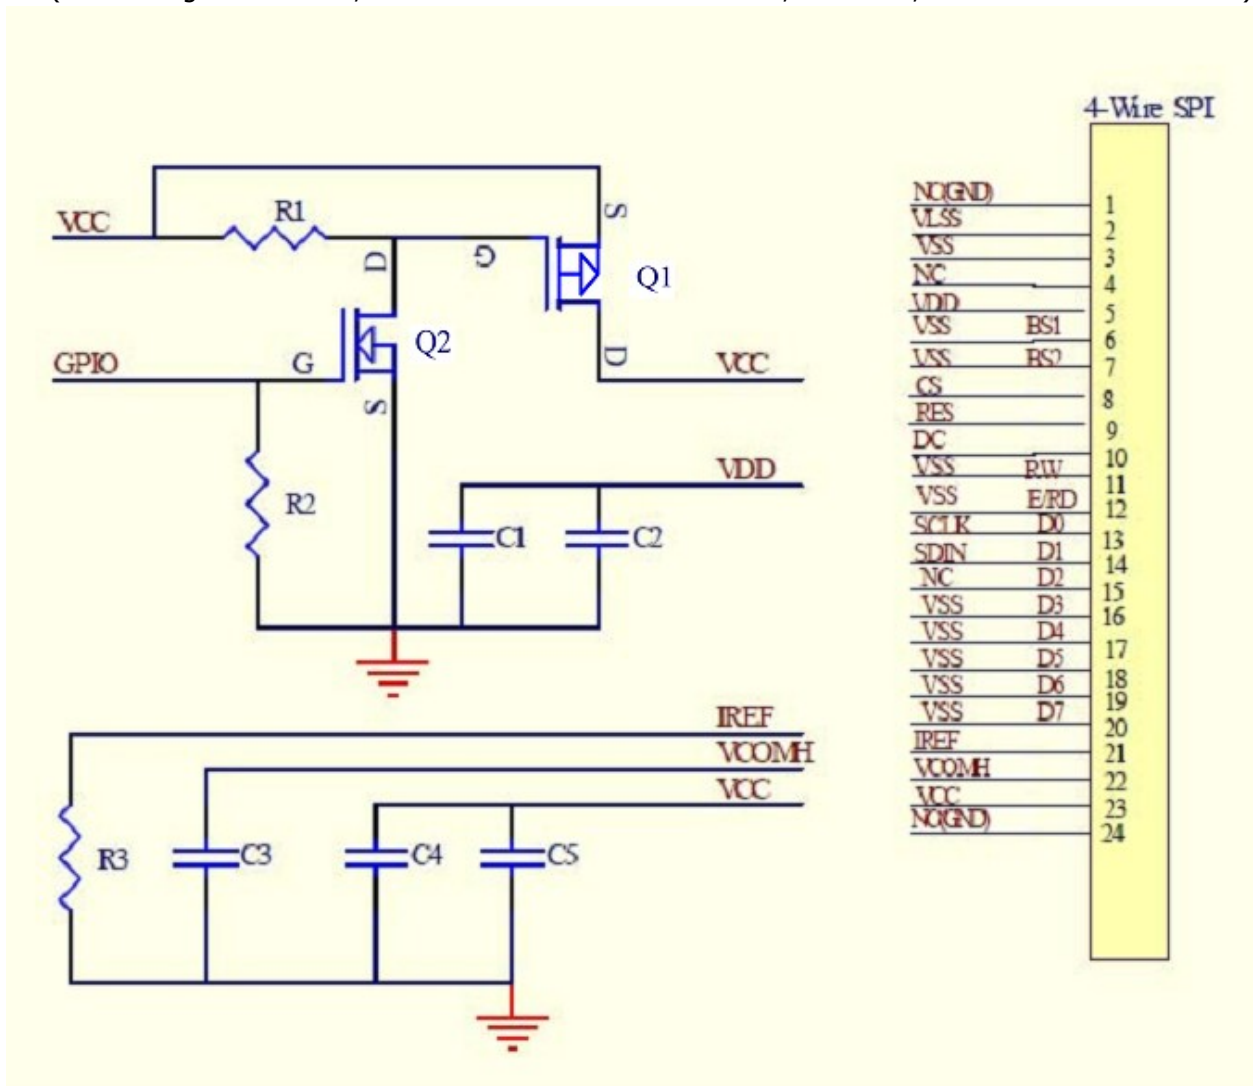 4-Wire SPI
VCC
R1
S
D
G
Q1
Q2
GPIO
G
D
VCC
S
R2
VDD
C1
C2
IREF
VCOMH
VCC
R3
C3
C4
C5
NC(GND) 1
VLSS 2
VSS 3
NC 4
VDD 5
VSS BS1 6
VSS BS2 7
CS 8
RES 9
DC 10
VSS RW 11
VSS E/RD 12
SCLK D0 13
SDIN D1 14
NC D2 15
VSS D3 16
VSS D4 17
VSS D5 18
VSS D6 19
VSS D7 20
IREF 21
VCOMH 22
VCC 23
NC(GND) 24